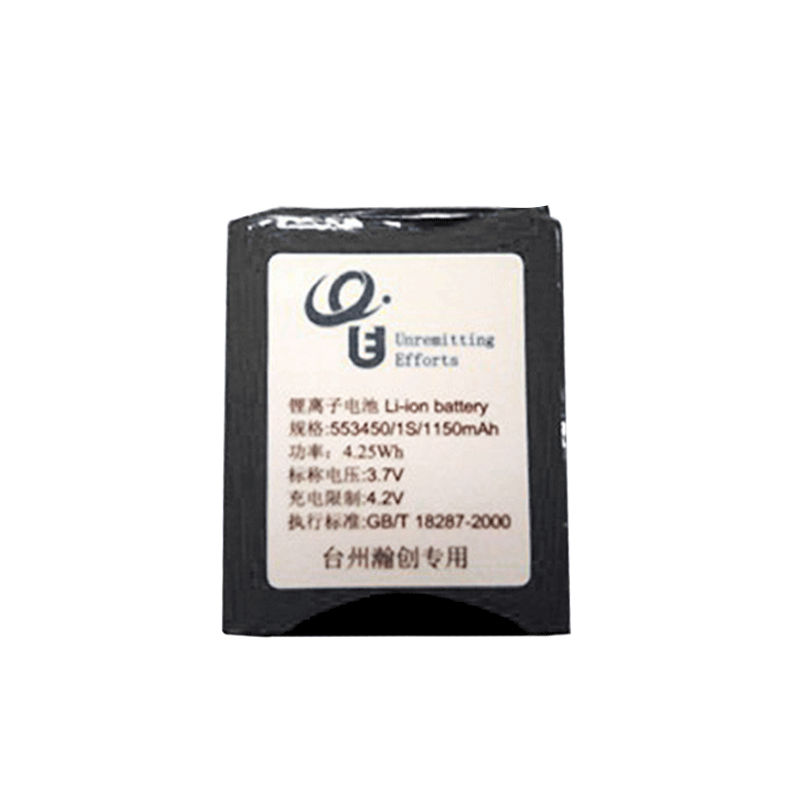 UE
Unremitting
Efforts
锂离子电池 Li-ion battery
规格:553450/1S/1150mAh
功率: 4.25Wh
标称电压:3.7V
充电限制:4.2V
执行标准:GB/T 18287-2000
台州瀚创专用